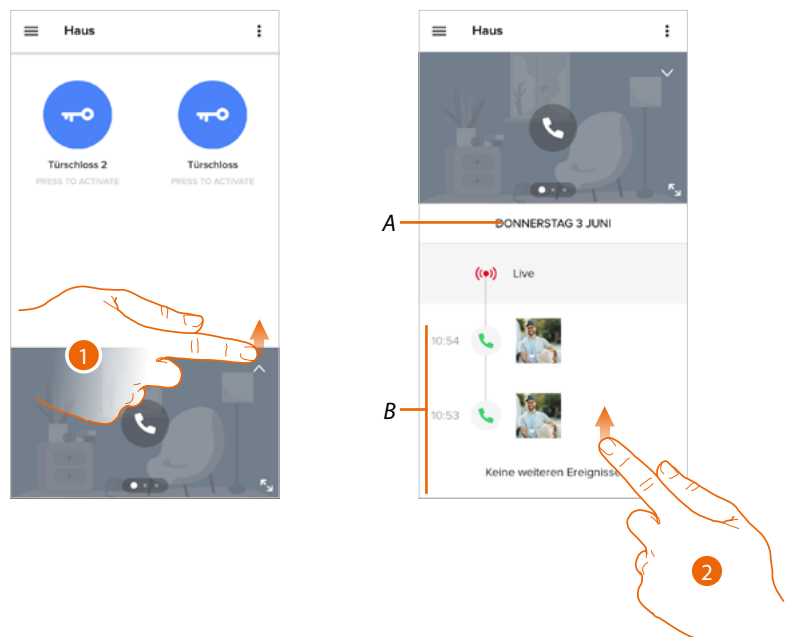 Haus
Türschloss 2
PRESS TO ACTIVATE
Türschloss
PRESS TO ACTIVATE
1
Haus
A
DONNERSTAG 3 JUNI
Live
10:54
B
10:53
Keine weiteren Ereignisse
2